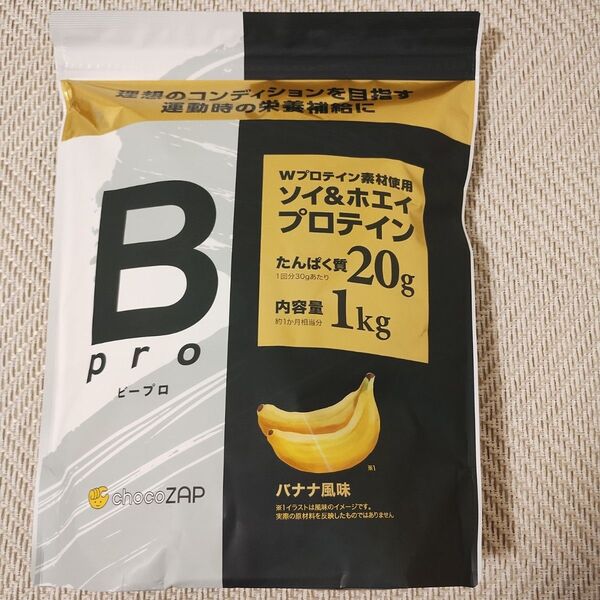 理想のコンディションを目指す
運動時の栄養補給に
B
pro
ビープロ
chocoZAP
Wプロテイン素材使用
ソイ&ホエイ
プロテイン
たんぱく質 20g
1回分30gあたり
内容量 1kg
約1か月相当分
※1
バナナ風味
※1イラストは風味のイメージです。
実際の原材料を反映したものではありません